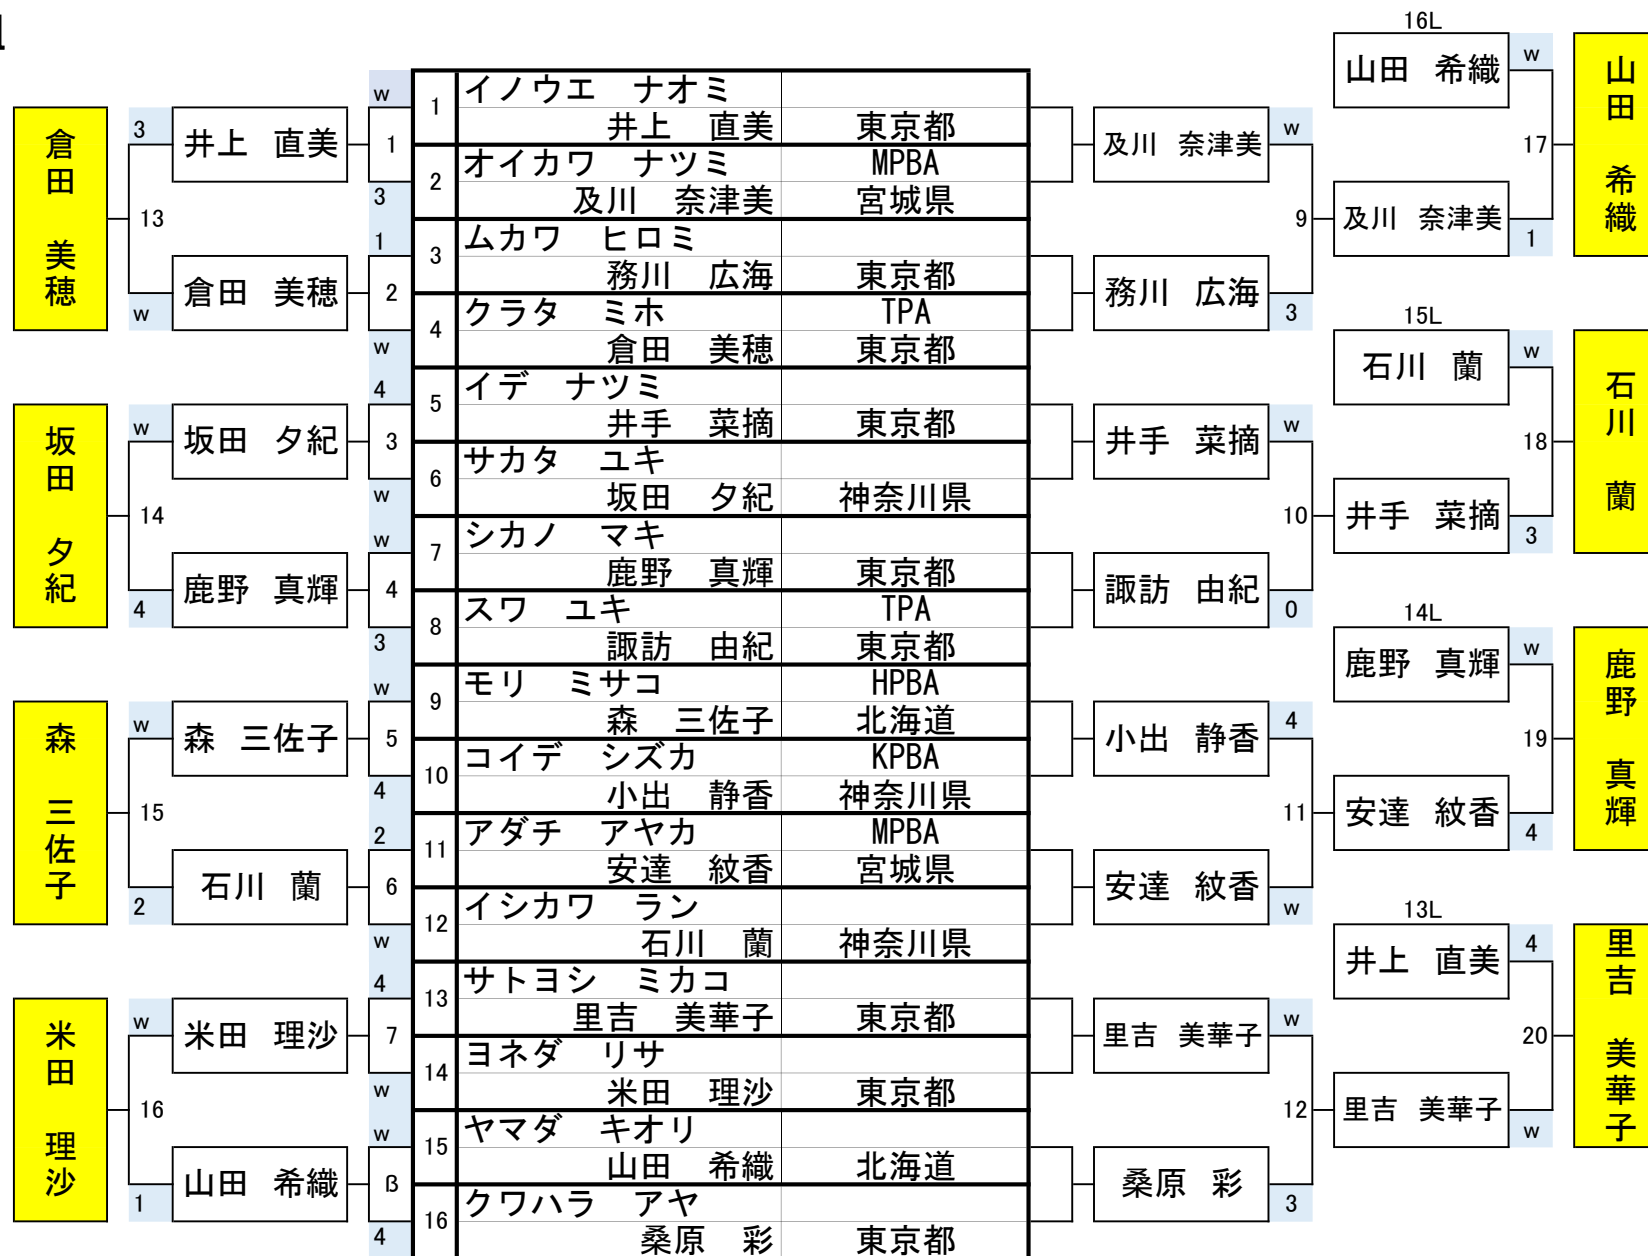 16L
山田 希織 w
山田 希織
w 1 イノウエ ナオミ
倉田 美穂
3 井上 直美 1 井上 直美 東京都
及川 奈津美 w
17
2 オイカワ ナツミ MPBA
3 及川 奈津美 宮城県
13
9 及川 奈津美 1
1 3 ムカワ ヒロミ
w 倉田 美穂 2 務川 広海 東京都
務川 広海 3
4 クラタ ミホ TPA
w 倉田 美穂 東京都
15L
石川 蘭 w
石川 蘭
4 5 イデ ナツミ
坂田 夕紀
w 坂田 夕紀 3 井手 菜摘 東京都
井手 菜摘 w
18
6 サカタ ユキ
w 坂田 夕紀 神奈川県
14
10 井手 菜摘 3
w 7 シカノ マキ
4 鹿野 真輝 4 鹿野 真輝 東京都
諏訪 由紀 0
8 スワ ユキ TPA
3 諏訪 由紀 東京都
14L
鹿野 真輝 w
鹿野 真輝
w 9 モリ ミサコ HPBA
森 三佐子
w 森 三佐子 5 森 三佐子 北海道
小出 静香 4
19
10 コイデ シズカ KPBA
4 小出 静香 神奈川県
15
11 安達 紋香 4
2 11 アダチ アヤカ MPBA
2 石川 蘭 6 安達 紋香 宮城県
安達 紋香 w
12 イシカワ ラン
w 石川 蘭 神奈川県
13L
井上 直美 4
里吉 美華子
4 13 サトヨシ ミカコ
米田 理沙
w 米田 理沙 7 里吉 美華子 東京都
里吉 美華子 w
20
14 ヨネダ リサ
w 米田 理沙 東京都
16
12 里吉 美華子 w
w 15 ヤマダ キオリ
1 山田 希織 山田 希織 北海道
桑原 彩 3
16 クワハラ アヤ
4 桑原 彩 東京都